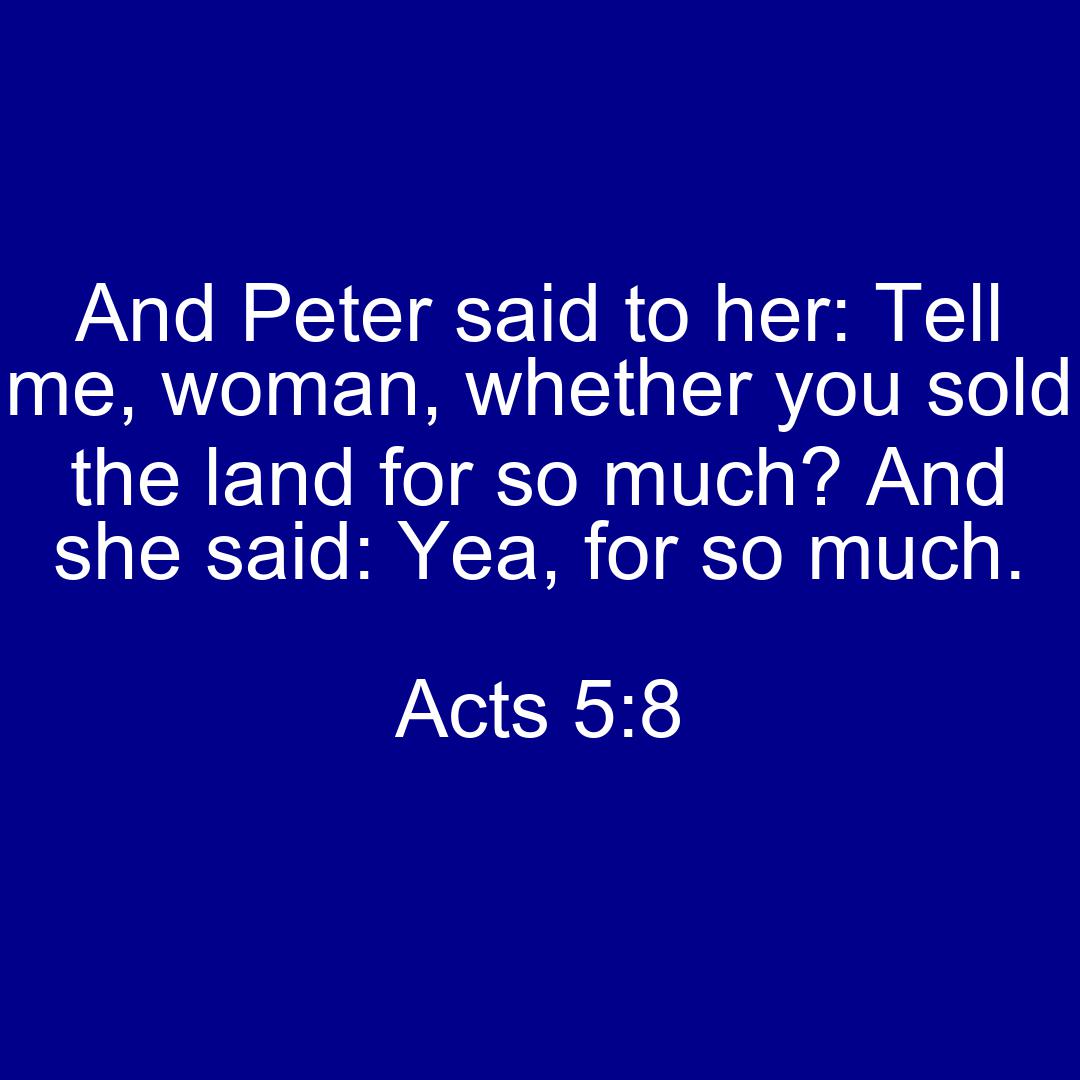 And Peter said to her: Tell
me, woman, whether you sold
the land for so much? And
she said: Yea, for so much.
Acts 5:8